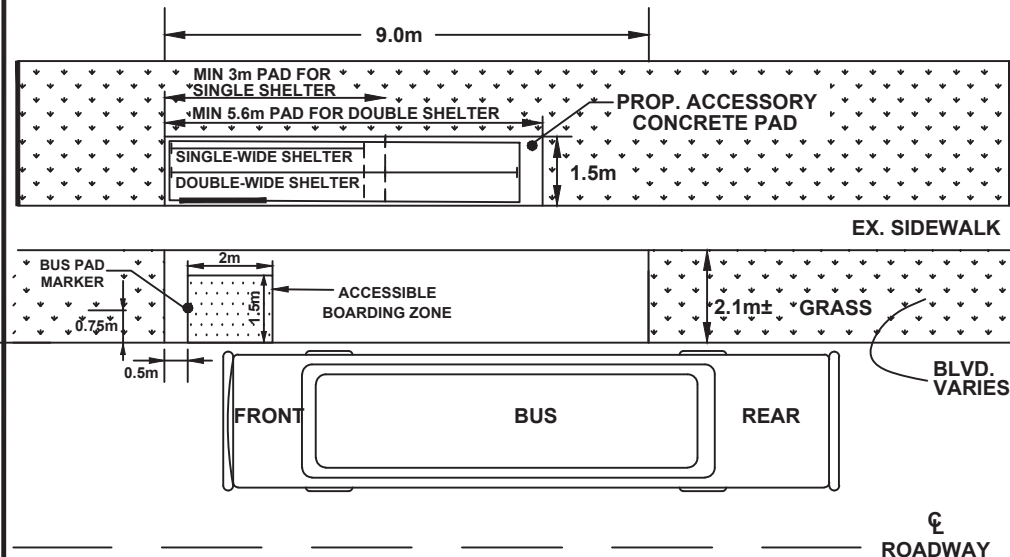 9.0m
MIN 3m PAD FOR
SINGLE SHELTER
MIN 5.6m PAD FOR DOUBLE SHELTER
PROP. ACCESSORY
CONCRETE PAD
SINGLE-WIDE SHELTER
DOUBLE-WIDE SHELTER
1.5m
EX. SIDEWALK
BUS PAD
MARKER
2m
1.5m
ACCESSIBLE
BOARDING ZONE
0.75m
2.1m±
GRASS
0.5m
BLVD.
VARIES
FRONT
BUS
REAR
℄
ROADWAY